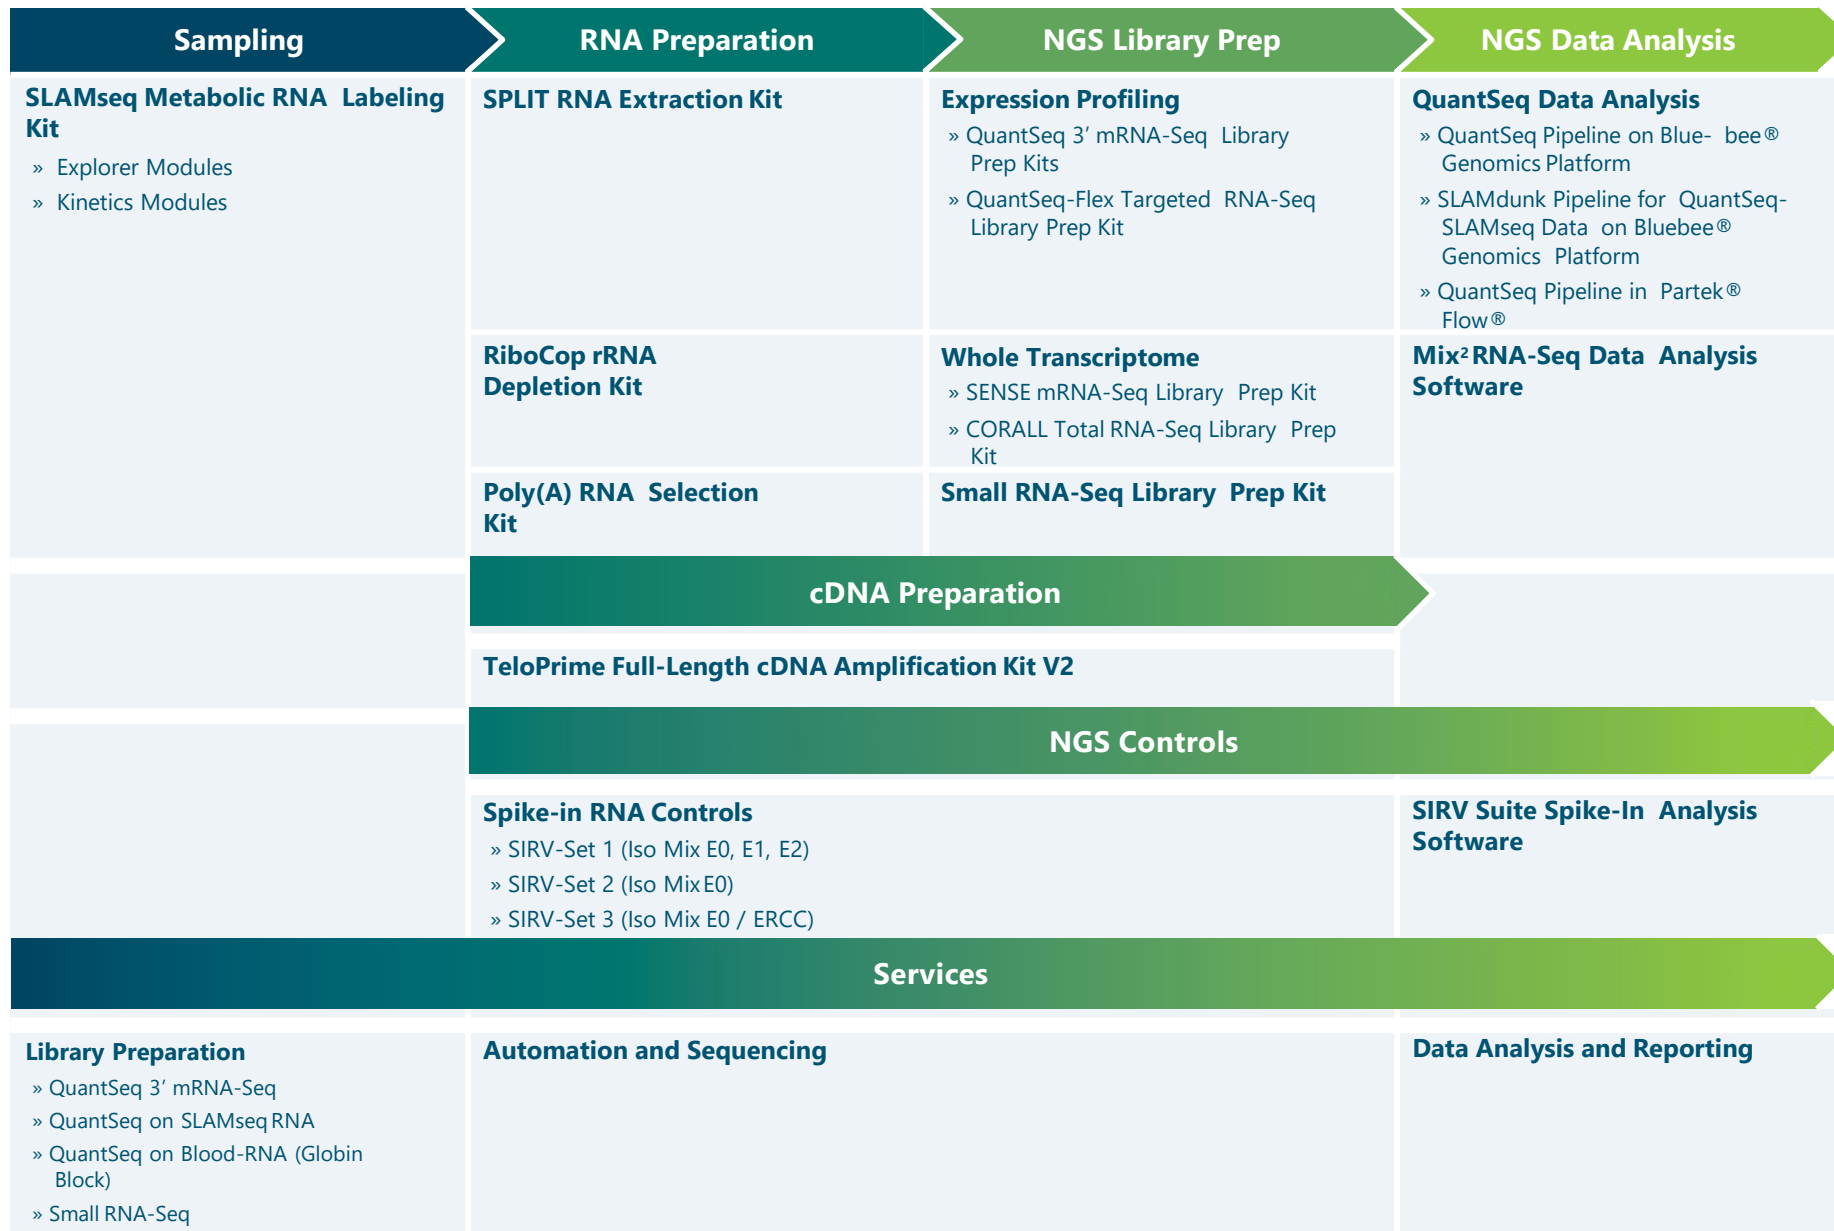 Sampling
RNA Preparation
NGS Library Prep
NGS Data Analysis
SLAMseq Metabolic RNA Labeling
Kit
» Explorer Modules
» Kinetics Modules
SPLIT RNA Extraction Kit
Expression Profiling
» QuantSeq 3’ mRNA-Seq Library
Prep Kits
» QuantSeq-Flex Targeted RNA-Seq
Library Prep Kit
QuantSeq Data Analysis
» QuantSeq Pipeline on Blue- bee®
Genomics Platform
» SLAMdunk Pipeline for QuantSeq-
SLAMseq Data on Bluebee®
Genomics Platform
» QuantSeq Pipeline in Partek®
Flow®
RiboCop rRNA
Depletion Kit
Whole Transcriptome
» SENSE mRNA-Seq Library Prep Kit
» CORALL Total RNA-Seq Library Prep
Kit
Mix² RNA-Seq Data Analysis
Software
Poly(A) RNA Selection
Kit
Small RNA-Seq Library Prep Kit
cDNA Preparation
TeloPrime Full-Length cDNA Amplification Kit V2
NGS Controls
Spike-in RNA Controls
» SIRV-Set 1 (Iso Mix E0, E1, E2)
» SIRV-Set 2 (Iso Mix E0)
» SIRV-Set 3 (Iso Mix E0 / ERCC)
SIRV Suite Spike-In Analysis
Software
Services
Library Preparation
» QuantSeq 3’ mRNA-Seq
» QuantSeq on SLAMseq RNA
» QuantSeq on Blood-RNA (Globin
Block)
» Small RNA-Seq
Automation and Sequencing
Data Analysis and Reporting